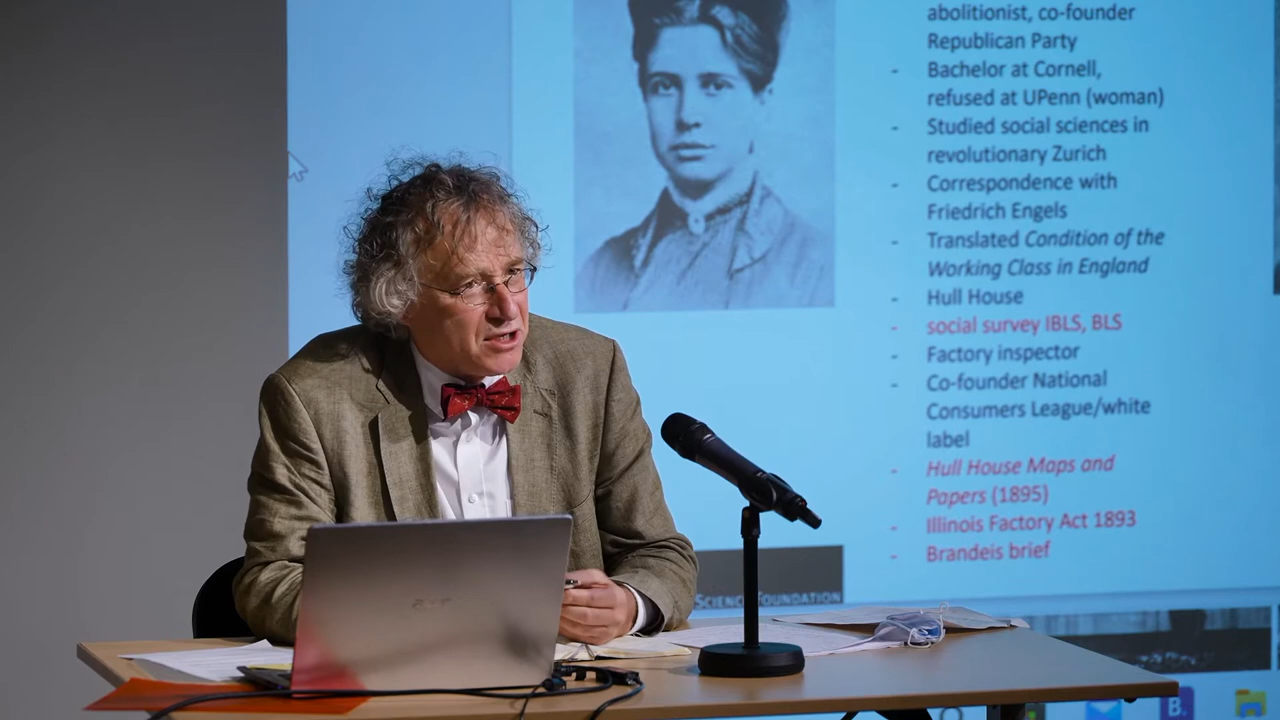 abolitionist, co-founder
Republican Party
- Bachelor at Cornell,
refused at UPenn (woman)
- Studied social sciences in
revolutionary Zurich
- Correspondence with
Friedrich Engels
- Translated Condition of the
Working Class in England
- Hull House
- social survey IBLS, BLS
- Factory inspector
- Co-founder National
Consumers League/white
label
- Hull House Maps and
Papers (1895)
- Illinois Factory Act 1893
- Brandeis brief
SCIENCE FOUNDATION
acer
B.